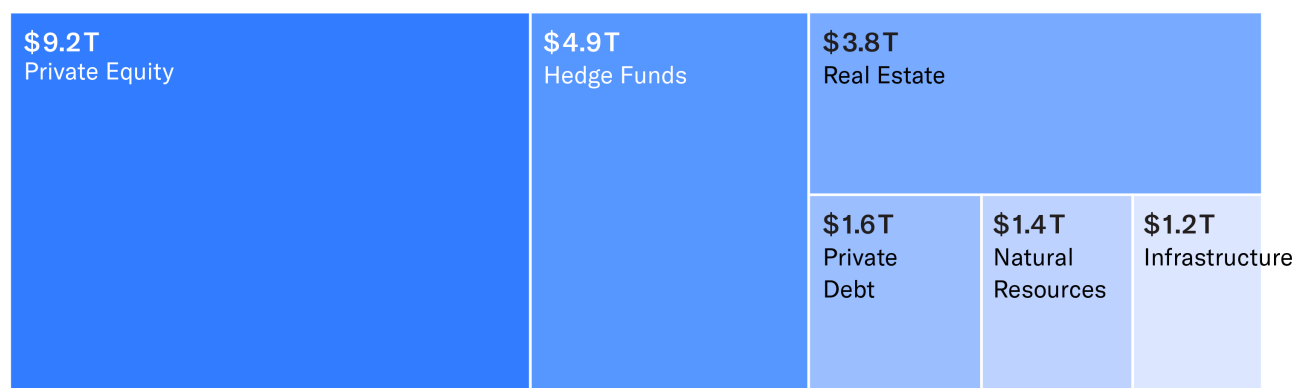 $9.2T
Private Equity
$4.9T
Hedge Funds
$3.8T
Real Estate
$1.6T
Private
Debt
$1.4T
Natural
Resources
$1.2T
Infrastructure